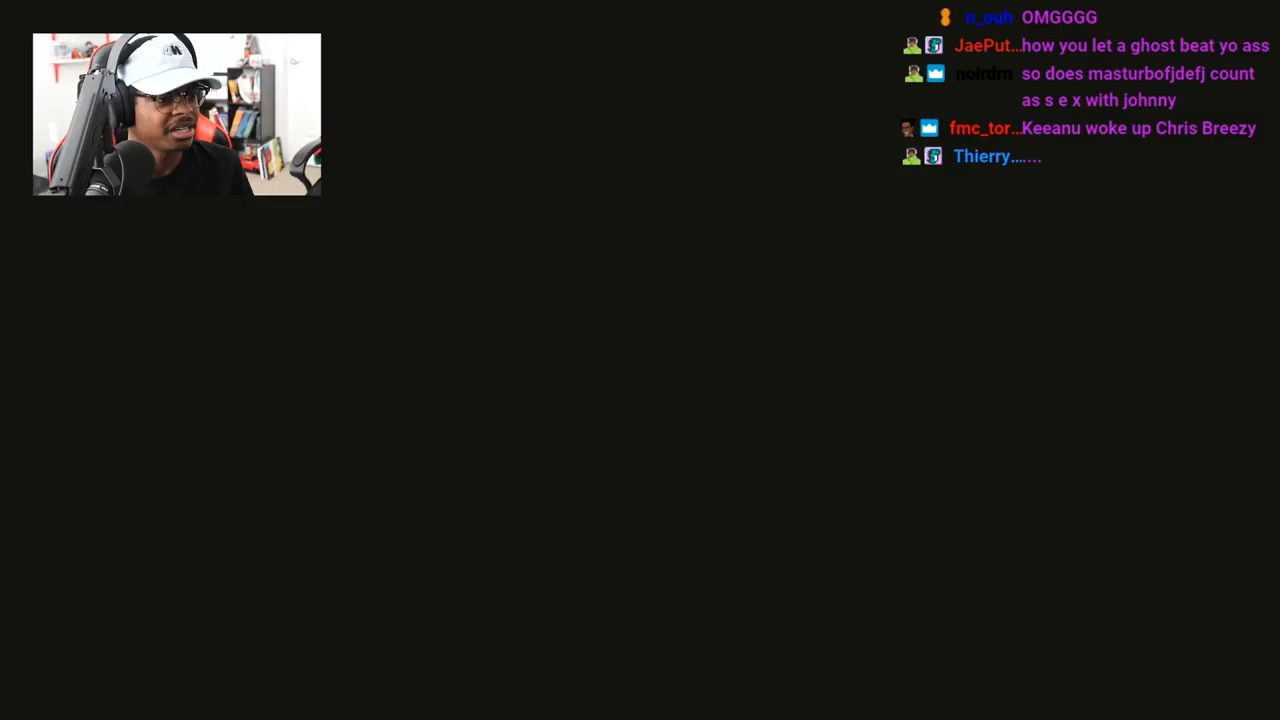 n_ouh OMGGGG
JaePut... how you let a ghost beat yo ass
noirdrn so does masturbofjdefj count
as s e x with johnny
fmc_tor... Keeanu woke up Chris Breezy
Thierry... ....